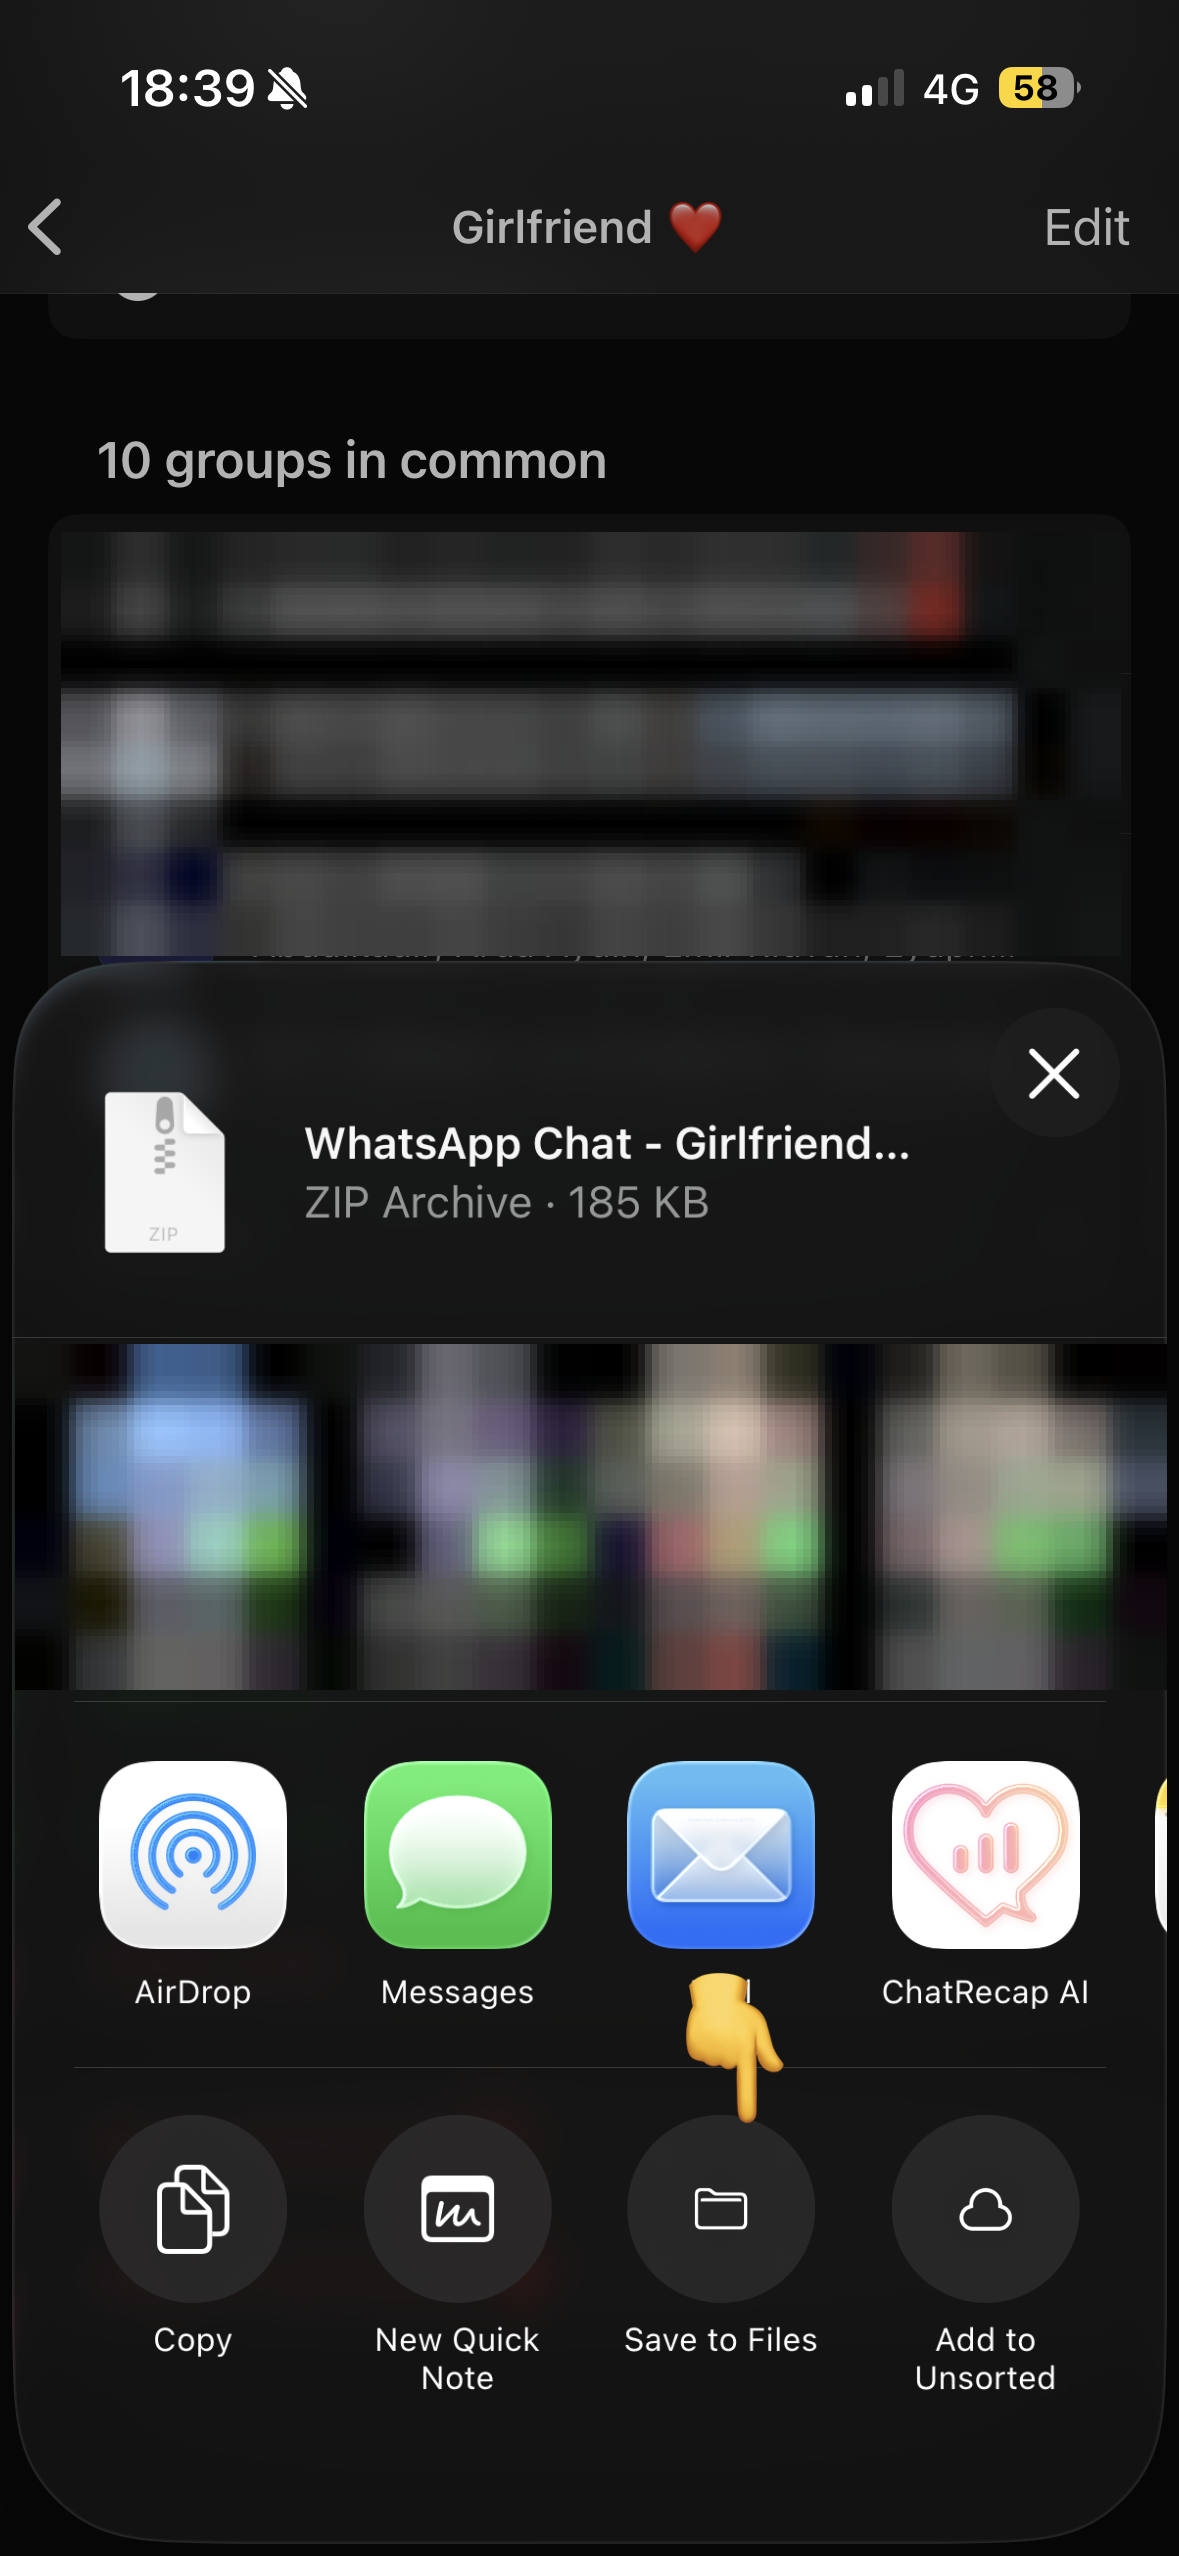 18:39
4G
58
Girlfriend ❤️
Edit
10 groups in common
WhatsApp Chat - Girlfriend...
ZIP Archive · 185 KB
ZIP
AirDrop
Messages
ChatRecap AI
Copy
New Quick
Note
Save to Files
Add to
Unsorted